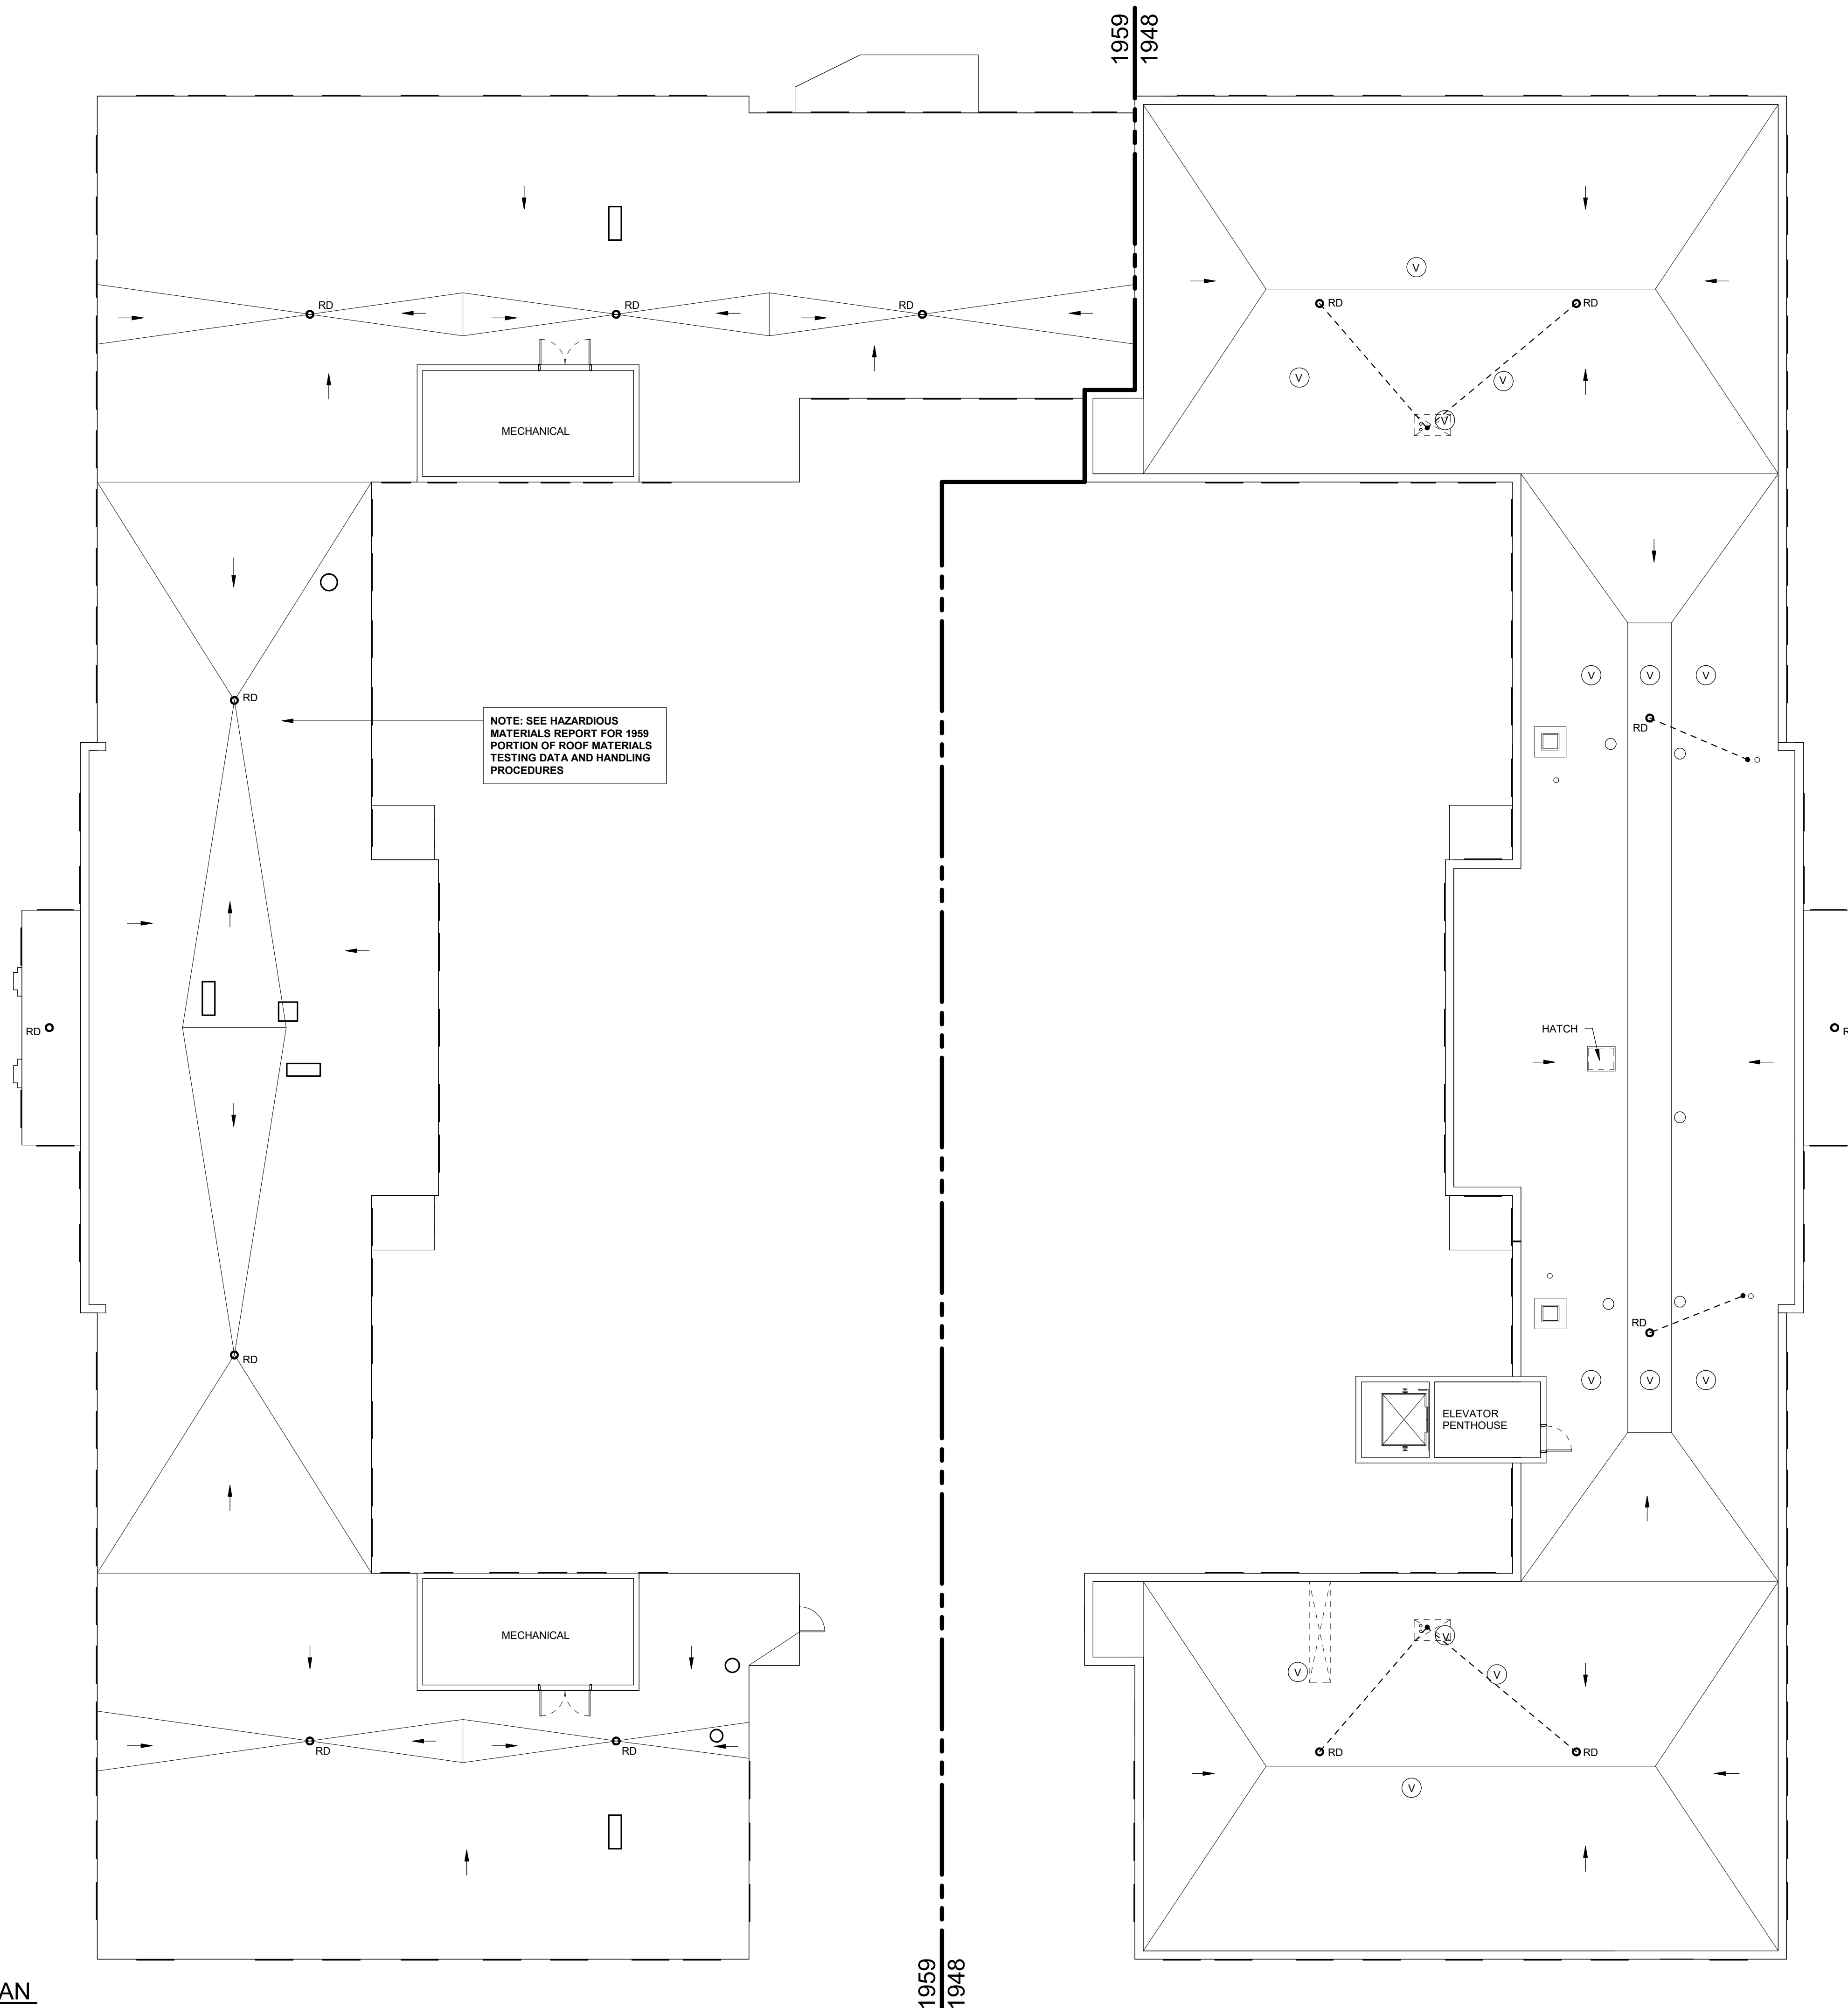 1959
1948
RD
RD
RD
V
RD
RD
V
V
V
MECHANICAL
RD
V
V
V
NOTE: SEE HAZARDIOUS
MATERIALS REPORT FOR 1959
PORTION OF ROOF MATERIALS
TESTING DATA AND HANDLING
PROCEDURES
RD
RD
HATCH
R
RD
RD
V
V
V
ELEVATOR
PENTHOUSE
MECHANICAL
V
V
V
RD
RD
RD
RD
V
1959
1948
AN